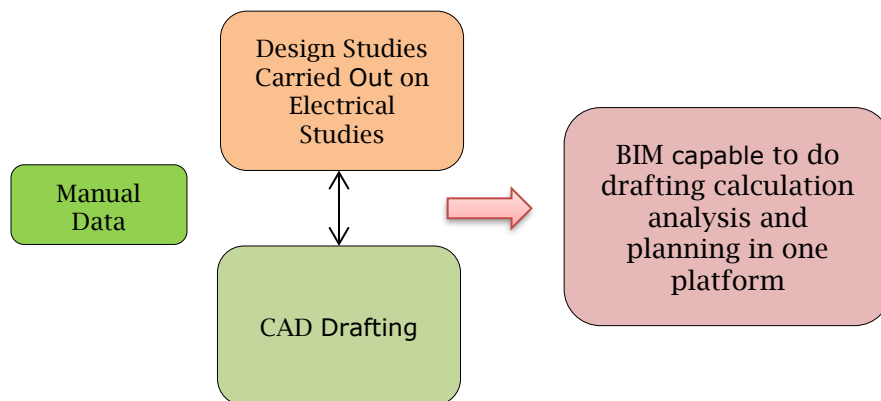 Design Studies
Carried Out on
Electrical
Studies
Manual
Data
CAD Drafting
BIM capable to do
drafting calculation
analysis and
planning in one
platform